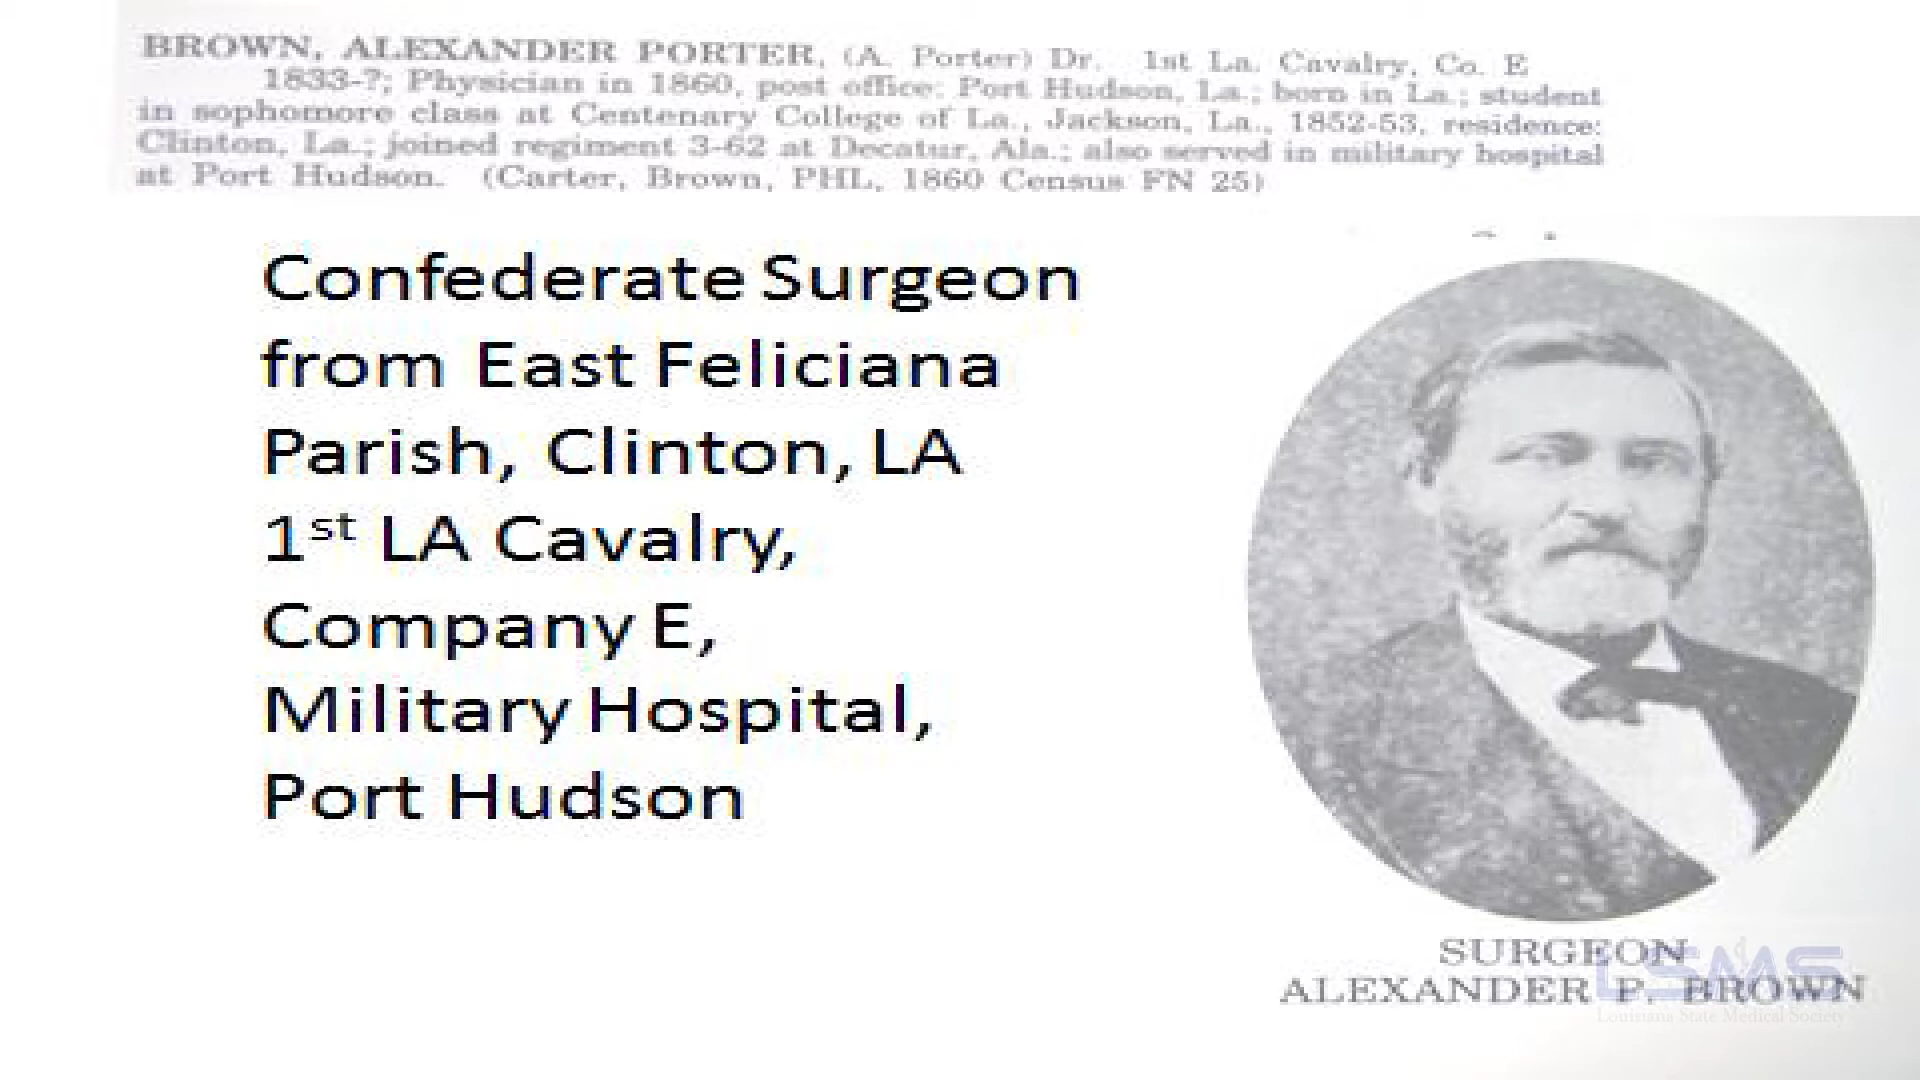 BROWN, ALEXANDER PORTER, (A. Porter) Dr. 1st La. Cavalry, Co. E
1833-?; Physician in 1860, post office: Port Hudson, La.; born in La.; student
in sophomore class at Centenary College of La., Jackson, La., 1852-53, residence:
Clinton, La.; joined regiment 3-62 at Decatur, Ala.; also served in military hospital
at Port Hudson. (Carter, Brown, PHL, 1860 Census FN 25)
Confederate Surgeon
from East Feliciana
Parish, Clinton, LA
1st LA Cavalry,
Company E,
Military Hospital,
Port Hudson
SURGEON
ALEXANDER P. BROWN
LSMS
Louisiana State Medical Society